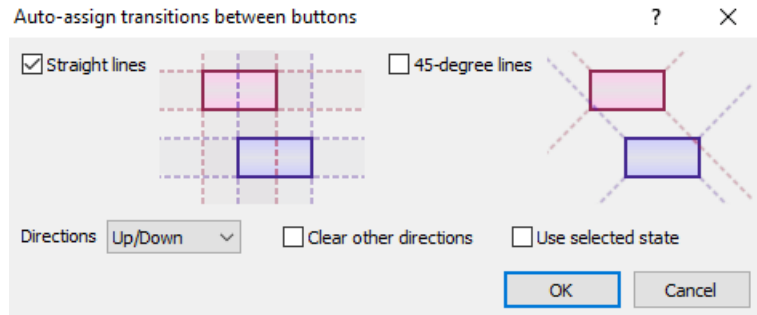 Auto-assign transitions between buttons ?
Straight lines
45-degree lines
Directions Up/Down Clear other directions Use selected state
OK Cancel